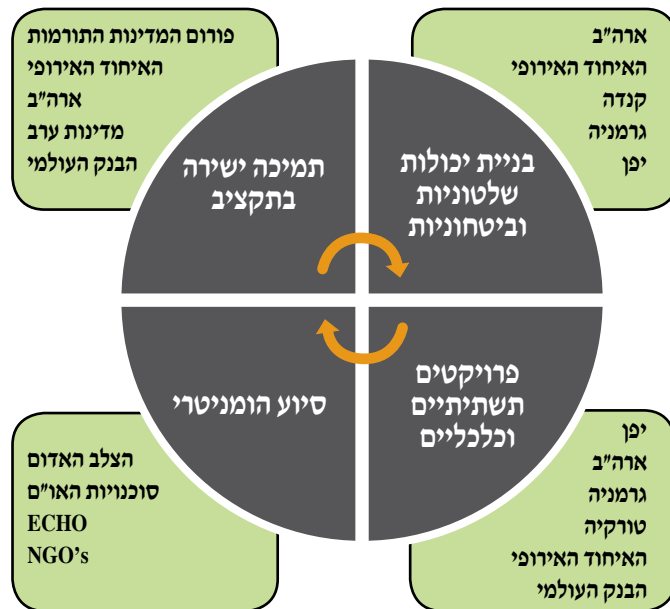 ארה"ב
האיחוד האירופי
קנדה
גרמניה
יפן
בניית יכולות
שלטוניות
וביטחוניות
פורום המדינות התורמות
האיחוד האירופי
ארה"ב
מדינות ערב
הבנק העולמי
תמיכה ישירה
בתקציב
פרויקטים
תשתיתיים
וכלכליים
יפן
ארה"ב
גרמניה
טורקיה
האיחוד האירופי
הבנק העולמי
סיוע הומניטרי
הצלב האדום
סוכנויות האו"ם
ECHO
NGO's